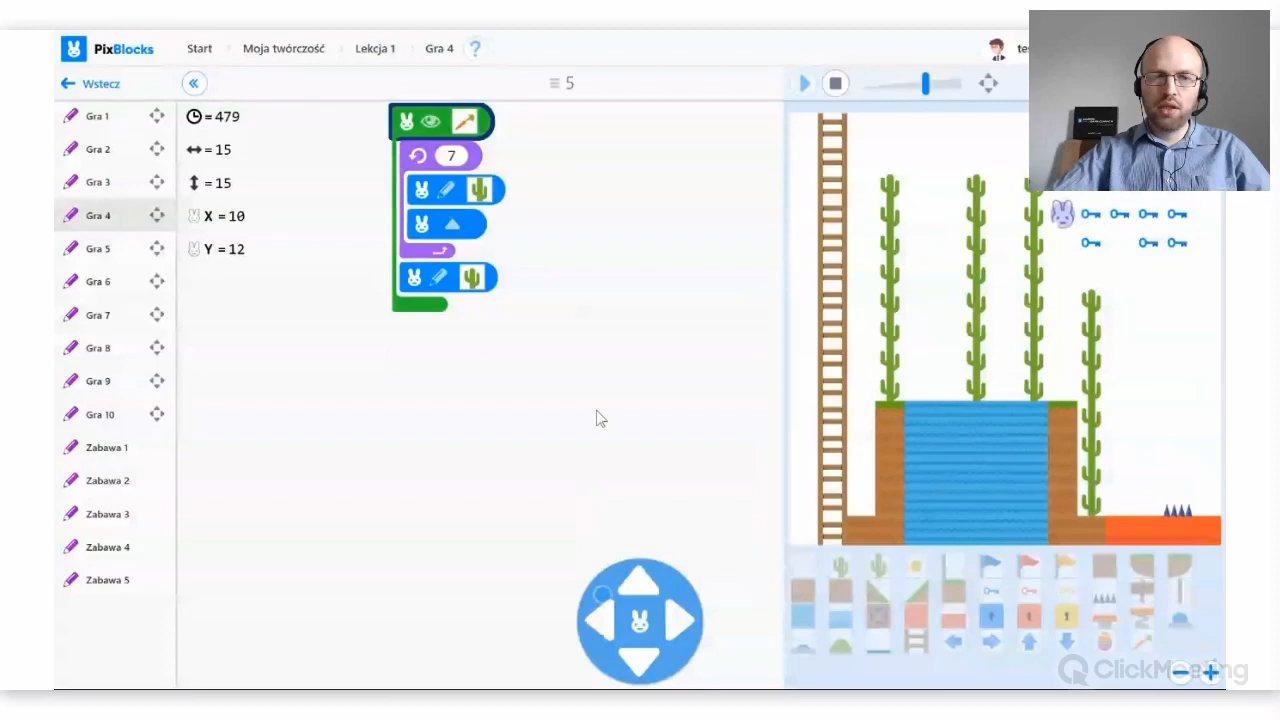 PixBlocks
Start
Moja twórczość
Lekcja 1
Gra 4
?
Wstecz
5
Gra 1
Gra 2
Gra 3
Gra 4
Gra 5
Gra 6
Gra 7
Gra 8
Gra 9
Gra 10
Zabawa 1
Zabawa 2
Zabawa 3
Zabawa 4
Zabawa 5
= 479
= 15
= 15
X = 10
Y = 12
7
ClickMeeting